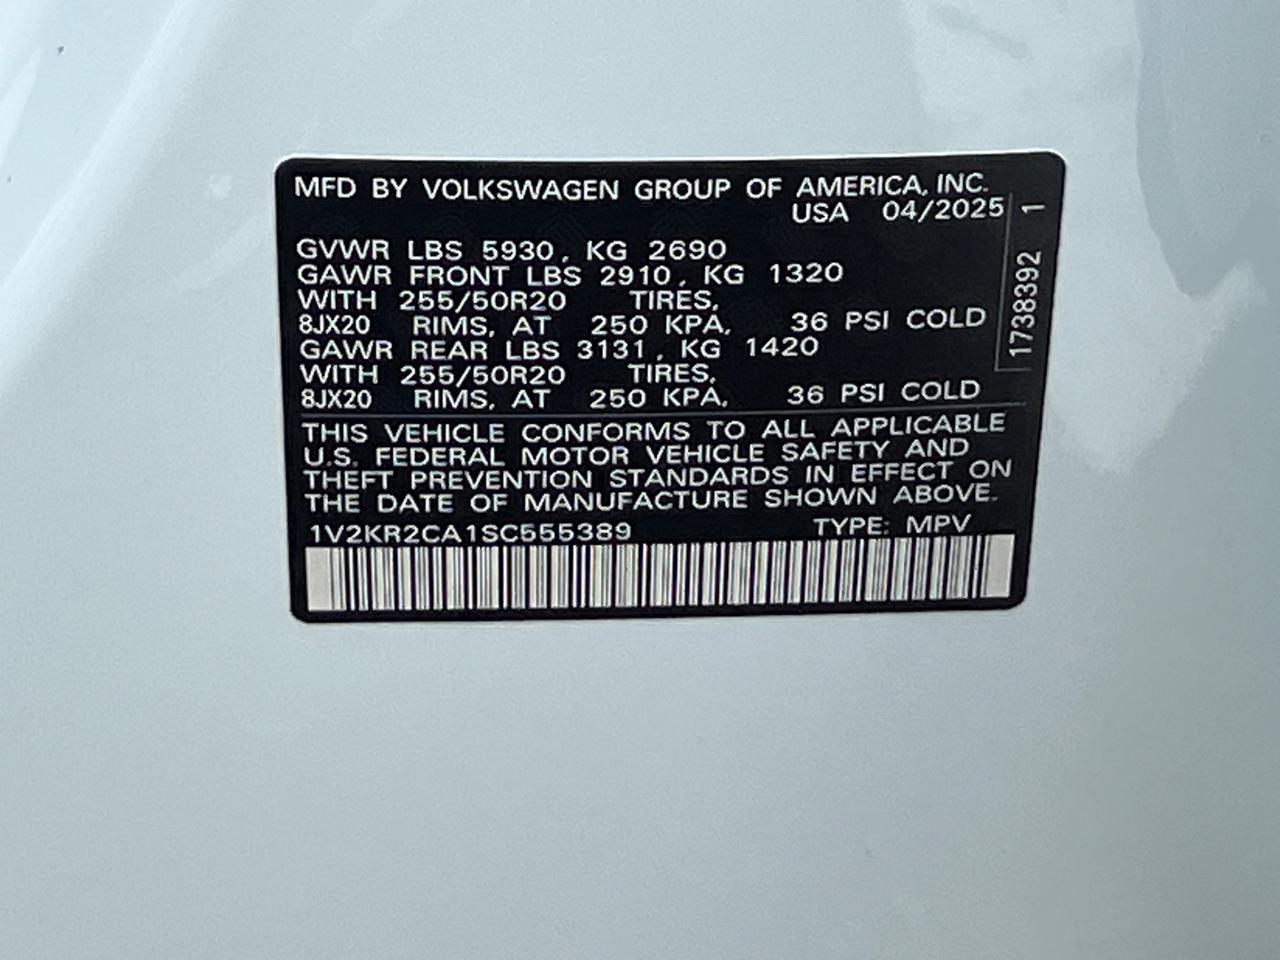 MFD BY VOLKSWAGEN GROUP OF AMERICA, INC.
USA 04/2025
GVWR LBS 5930, KG 2690
GAWR FRONT LBS 2910, KG 1320
WITH 255/50R20 TIRES,
8JX20 RIMS, AT 250 KPA, 36 PSI COLD
GAWR REAR LBS 3131, KG 1420
WITH 255/50R20 TIRES,
8JX20 RIMS, AT 250 KPA, 36 PSI COLD
THIS VEHICLE CONFORMS TO ALL APPLICABLE
U.S. FEDERAL MOTOR VEHICLE SAFETY AND
THEFT PREVENTION STANDARDS IN EFFECT ON
THE DATE OF MANUFACTURE SHOWN ABOVE.
1V2KR2CA1SC555389 TYPE: MPV
1738392 1